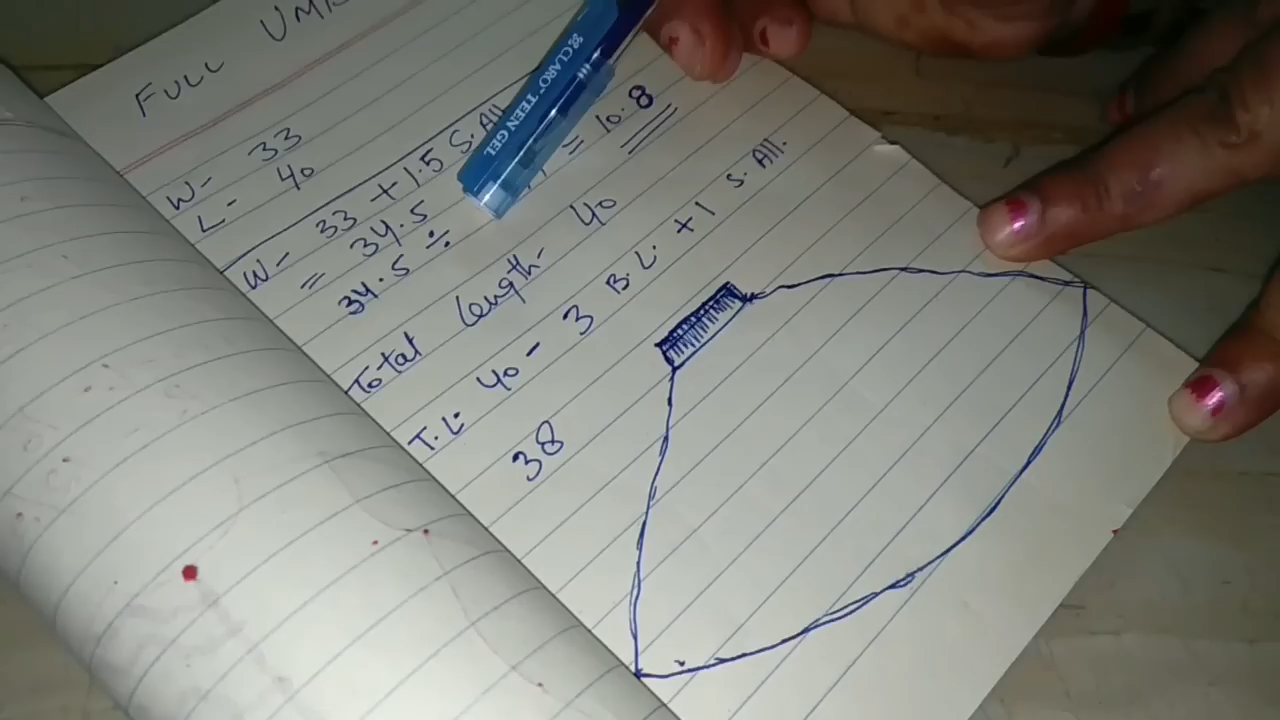 FULL
W- 33
L- 40
W- 33 + 1.5 S. All
= 34.5
34.5 ÷ = 10.8
Total length- 40
T.L- 40 - 3 B.L. + 1 S. All.
38
CLARO TEEN GEL